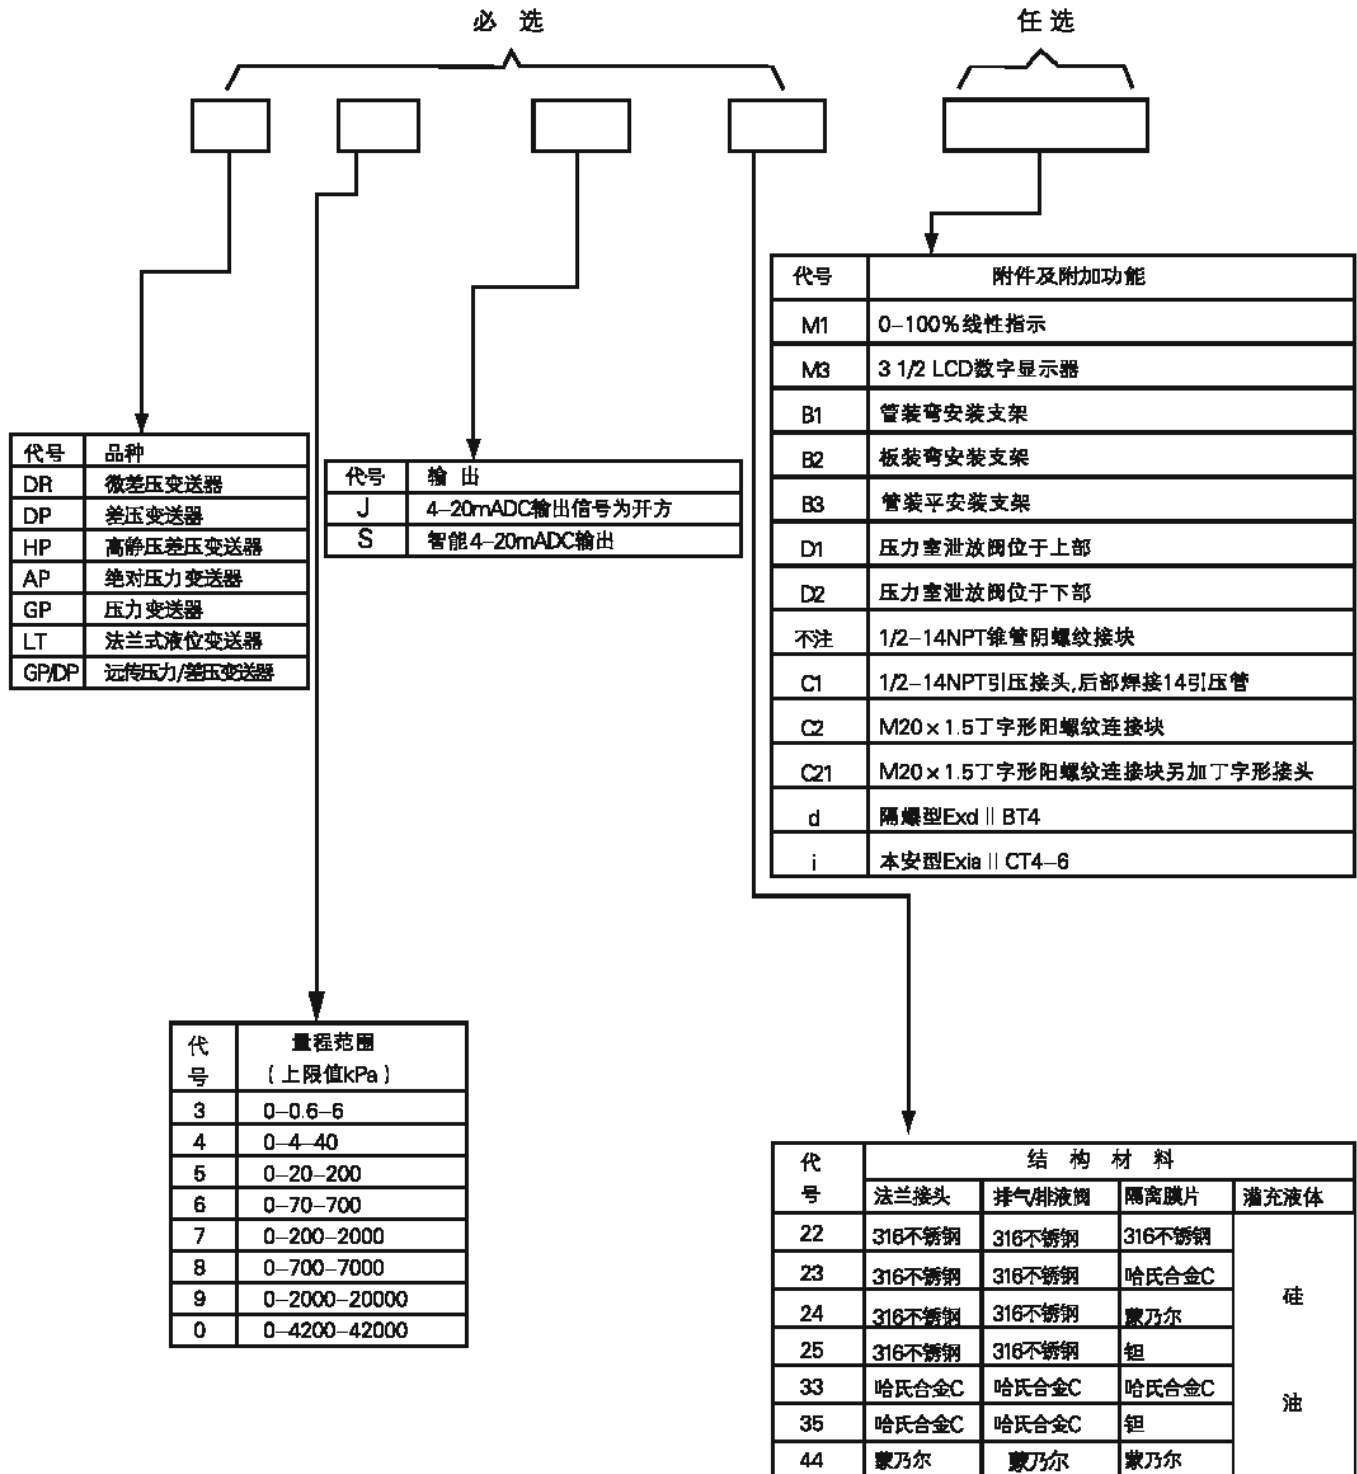 必 选
任 选
代号 附件及附加功能
M1 0-100%线性指示
M3 3 1/2 LCD数字显示器
B1 管装弯安装支架
B2 板装弯安装支架
B3 管装平安装支架
D1 压力室泄放阀位于上部
D2 压力室泄放阀位于下部
不注 1/2-14NPT锥管阴螺纹接块
C1 1/2-14NPT引压接头,后部焊接14引压管
C2 M20×1.5丁字形阳螺纹连接块
C21 M20×1.5丁字形阳螺纹连接块另加丁字形接头
d 隔爆型Exd II BT4
i 本安型Exia II CT4-6
代号 品种
DR 微差压变送器
DP 差压变送器
HP 高静压差压变送器
AP 绝对压力变送器
GP 压力变送器
LT 法兰式液位变送器
GP/DP 远传压力/差压变送器
代号 输 出
J 4-20mADC输出信号为开方
S 智能4-20mADC输出
代号 量程范围
(上限值kPa)
3 0-0.6-6
4 0-4-40
5 0-20-200
6 0-70-700
7 0-200-2000
8 0-700-7000
9 0-2000-20000
0 0-4200-42000
代号 结 构 材 料
法兰接头 排气/排液阀 隔离膜片 灌充液体
22 316不锈钢 316不锈钢 316不锈钢
23 316不锈钢 316不锈钢 哈氏合金C
24 316不锈钢 316不锈钢 蒙乃尔
25 316不锈钢 316不锈钢 钽
33 哈氏合金C 哈氏合金C 哈氏合金C
35 哈氏合金C 哈氏合金C 钽
44 蒙乃尔 蒙乃尔 蒙乃尔
硅
油